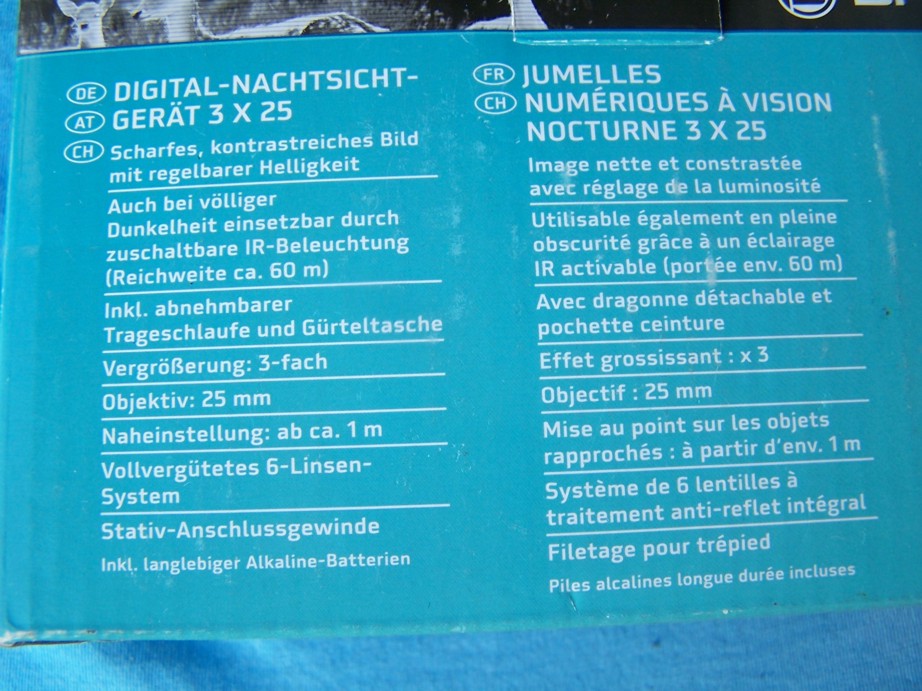 DE DIGITAL-NACHTSICHT-
AT GERÄT 3 X 25
CH Scharfes, kontrastreiches Bild
mit regelbarer Helligkeit
Auch bei völliger
Dunkelheit einsetzbar durch
zuschaltbare IR-Beleuchtung
(Reichweite ca. 60 m)
Inkl. abnehmbarer
Trageschlaufe und Gürteltasche
Vergrößerung: 3-fach
Objektiv: 25 mm
Naheinstellung: ab ca. 1 m
Vollvergütetes 6-Linsen-
System
Stativ-Anschlussgewinde
Inkl. langlebiger Alkaline-Batterien
FR JUMELLES
CH NUMÉRIQUES À VISION
NOCTURNE 3 X 25
Image nette et constrastée
avec réglage de la luminosité
Utilisable également en pleine
obscurité grâce à un éclairage
IR activable (portée env. 60 m)
Avec dragonne détachable et
pochette ceinture
Effet grossissant : x 3
Objectif : 25 mm
Mise au point sur les objets
rapprochés : à partir d'env. 1 m
Système de 6 lentilles à
traitement anti-reflet intégral
Filetage pour trépied
Piles alcalines longue durée incluses